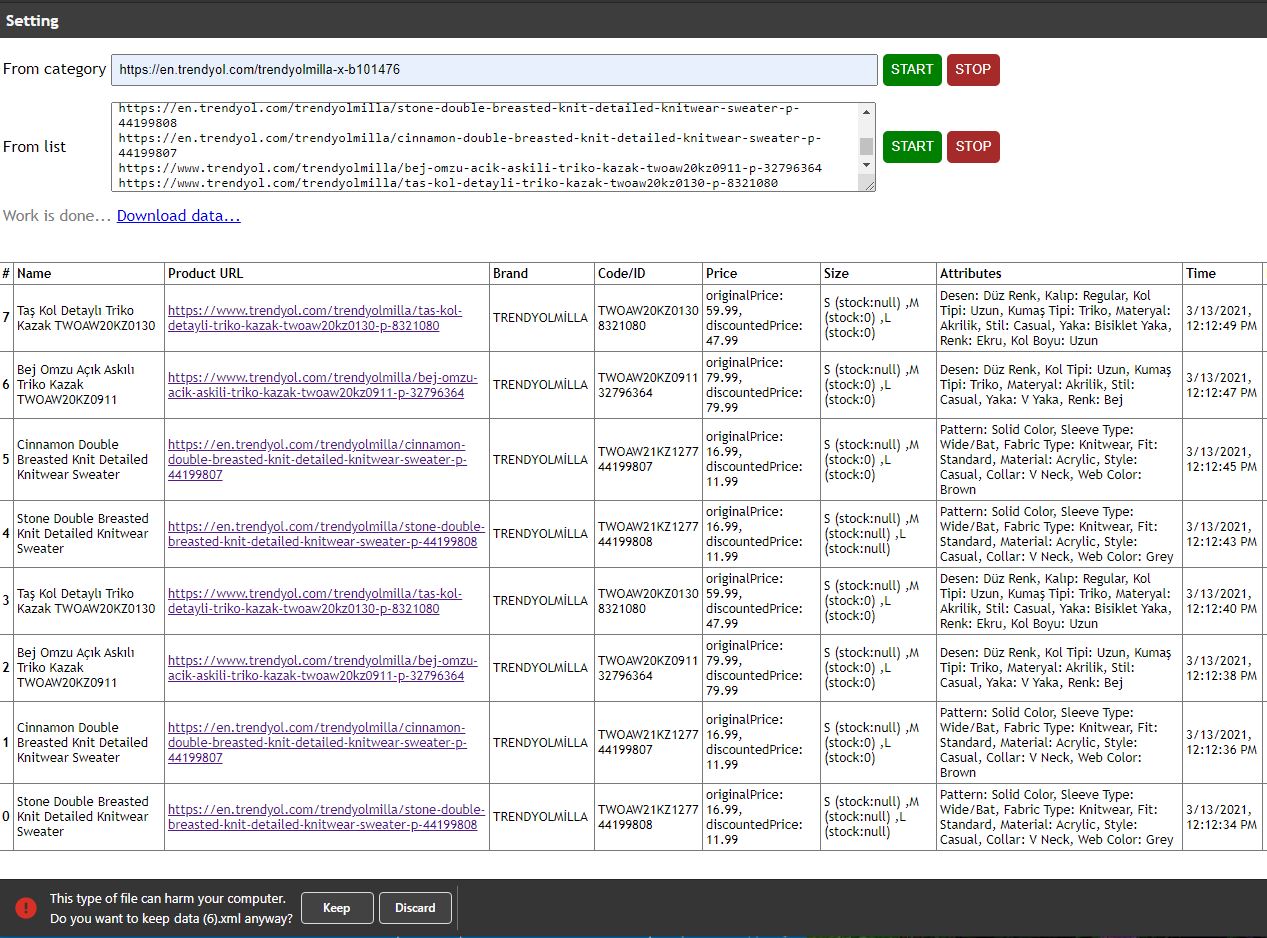 Setting
From category https://en.trendyol.com/trendyolmilla-x-b101476 START STOP
https://en.trendyol.com/trendyolmilla/stone-double-breasted-knit-detailed-knitwear-sweater-p-
44199808
https://en.trendyol.com/trendyolmilla/cinnamon-double-breasted-knit-detailed-knitwear-sweater-p-
From list START STOP
44199807
https://www.trendyol.com/trendyolmilla/bej-omzu-acik-askili-triko-kazak-twoaw20kz0911-p-32796364
https://www.trendyol.com/trendyolmilla/tas-kol-detayli-triko-kazak-twoaw20kz0130-p-8321080
Work is done... Download data...
# Name Product URL Brand Code/ID Price Size Attributes Time
7
Taş Kol Detaylı Triko
Kazak TWOAW20KZ0130
https://www.trendyol.com/trendyolmilla/tas-kol-
detayli-triko-kazak-twoaw20kz0130-p-8321080
TRENDYOLMİLLA
TWOAW20KZ0130
8321080
originalPrice:
59.99,
discountedPrice:
47.99
S (stock:null) ,M
(stock:0) ,L
(stock:0)
Desen: Düz Renk, Kalıp: Regular, Kol
Tipi: Uzun, Kumaş Tipi: Triko, Materyal:
Akrilik, Stil: Casual, Yaka: Bisiklet Yaka,
Renk: Ekru, Kol Boyu: Uzun
3/13/2021,
12:12:49 PM
6
Bej Omzu Açık Askılı
Triko Kazak
TWOAW20KZ0911
https://www.trendyol.com/trendyolmilla/bej-omzu-
acik-askili-triko-kazak-twoaw20kz0911-p-32796364
TRENDYOLMİLLA
TWOAW20KZ0911
32796364
originalPrice:
79.99,
discountedPrice:
79.99
S (stock:null) ,M
(stock:0) ,L
(stock:0)
Desen: Düz Renk, Kol Tipi: Uzun, Kumaş
Tipi: Triko, Materyal: Akrilik, Stil:
Casual, Yaka: V Yaka, Renk: Bej
3/13/2021,
12:12:47 PM
5
Cinnamon Double
Breasted Knit Detailed
Knitwear Sweater
https://en.trendyol.com/trendyolmilla/cinnamon-
double-breasted-knit-detailed-knitwear-sweater-p-
44199807
TRENDYOLMİLLA
TWOAW21KZ1277
44199807
originalPrice:
16.99,
discountedPrice:
11.99
S (stock:null) ,M
(stock:0) ,L
(stock:0)
Pattern: Solid Color, Sleeve Type:
Wide/Bat, Fabric Type: Knitwear, Fit:
Standard, Material: Acrylic, Style:
Casual, Collar: V Neck, Web Color:
Brown
3/13/2021,
12:12:45 PM
4
Stone Double Breasted
Knit Detailed Knitwear
Sweater
https://en.trendyol.com/trendyolmilla/stone-double-
breasted-knit-detailed-knitwear-sweater-p-44199808
TRENDYOLMİLLA
TWOAW21KZ1277
44199808
originalPrice:
16.99,
discountedPrice:
11.99
S (stock:null) ,M
(stock:null) ,L
(stock:null)
Pattern: Solid Color, Sleeve Type:
Wide/Bat, Fabric Type: Knitwear, Fit:
Standard, Material: Acrylic, Style:
Casual, Collar: V Neck, Web Color: Grey
3/13/2021,
12:12:43 PM
3
Taş Kol Detaylı Triko
Kazak TWOAW20KZ0130
https://www.trendyol.com/trendyolmilla/tas-kol-
detayli-triko-kazak-twoaw20kz0130-p-8321080
TRENDYOLMİLLA
TWOAW20KZ0130
8321080
originalPrice:
59.99,
discountedPrice:
47.99
S (stock:null) ,M
(stock:0) ,L
(stock:0)
Desen: Düz Renk, Kalıp: Regular, Kol
Tipi: Uzun, Kumaş Tipi: Triko, Materyal:
Akrilik, Stil: Casual, Yaka: Bisiklet Yaka,
Renk: Ekru, Kol Boyu: Uzun
3/13/2021,
12:12:40 PM
2
Bej Omzu Açık Askılı
Triko Kazak
TWOAW20KZ0911
https://www.trendyol.com/trendyolmilla/bej-omzu-
acik-askili-triko-kazak-twoaw20kz0911-p-32796364
TRENDYOLMİLLA
TWOAW20KZ0911
32796364
originalPrice:
79.99,
discountedPrice:
79.99
S (stock:null) ,M
(stock:0) ,L
(stock:0)
Desen: Düz Renk, Kol Tipi: Uzun, Kumaş
Tipi: Triko, Materyal: Akrilik, Stil:
Casual, Yaka: V Yaka, Renk: Bej
3/13/2021,
12:12:38 PM
1
Cinnamon Double
Breasted Knit Detailed
Knitwear Sweater
https://en.trendyol.com/trendyolmilla/cinnamon-
double-breasted-knit-detailed-knitwear-sweater-p-
44199807
TRENDYOLMİLLA
TWOAW21KZ1277
44199807
originalPrice:
16.99,
discountedPrice:
11.99
S (stock:null) ,M
(stock:0) ,L
(stock:0)
Pattern: Solid Color, Sleeve Type:
Wide/Bat, Fabric Type: Knitwear, Fit:
Standard, Material: Acrylic, Style:
Casual, Collar: V Neck, Web Color:
Brown
3/13/2021,
12:12:36 PM
0
Stone Double Breasted
Knit Detailed Knitwear
Sweater
https://en.trendyol.com/trendyolmilla/stone-double-
breasted-knit-detailed-knitwear-sweater-p-44199808
TRENDYOLMİLLA
TWOAW21KZ1277
44199808
originalPrice:
16.99,
discountedPrice:
11.99
S (stock:null) ,M
(stock:null) ,L
(stock:null)
Pattern: Solid Color, Sleeve Type:
Wide/Bat, Fabric Type: Knitwear, Fit:
Standard, Material: Acrylic, Style:
Casual, Collar: V Neck, Web Color: Grey
3/13/2021,
12:12:34 PM
This type of file can harm your computer.
Do you want to keep data (6).xml anyway?
Keep Discard